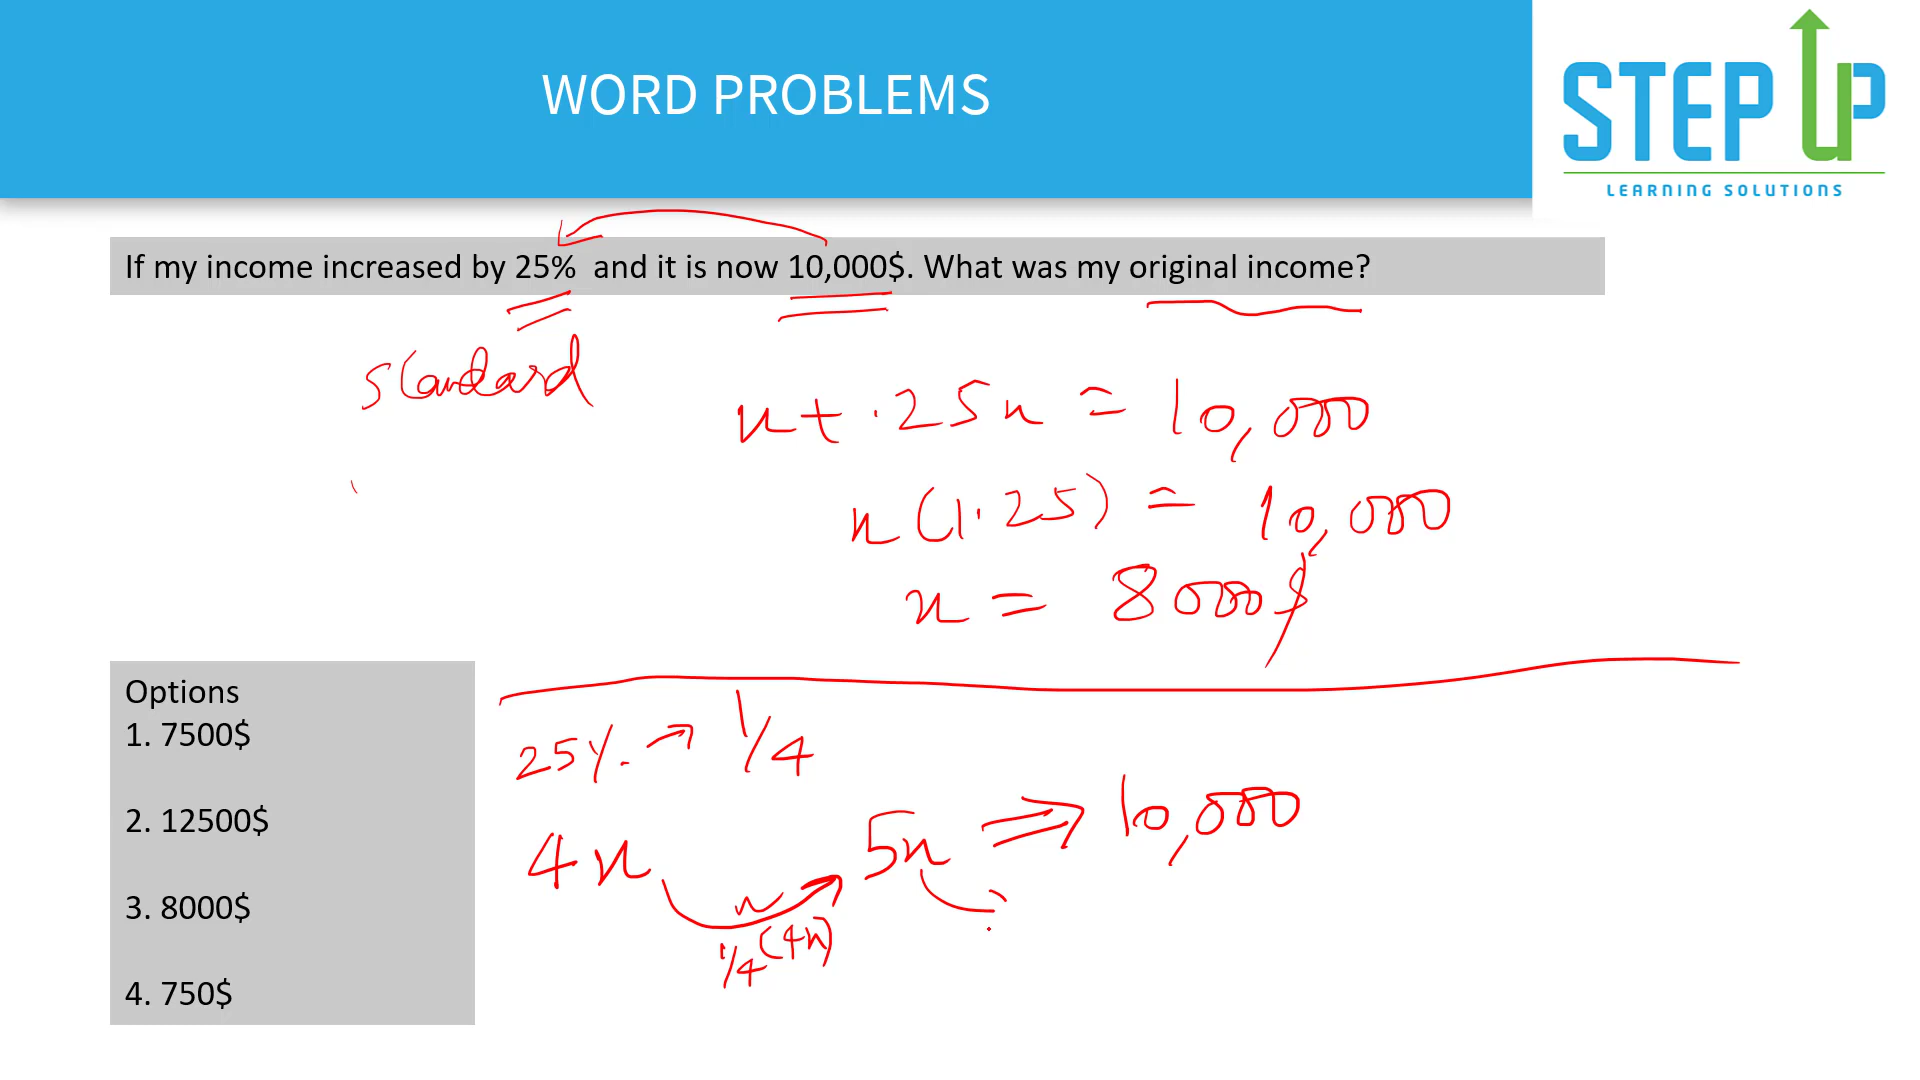 WORD PROBLEMS
STEP UP
LEARNING SOLUTIONS
If my income increased by 25% and it is now 10,000$. What was my original income?
standard
x + .25x = 10,000
x(1.25) = 10,000
x = 8000$
Options
1. 7500$
2. 12500$
3. 8000$
4. 750$
25% → 1/4
4x 5x ⇒ 10,000
x
1/4(4x)